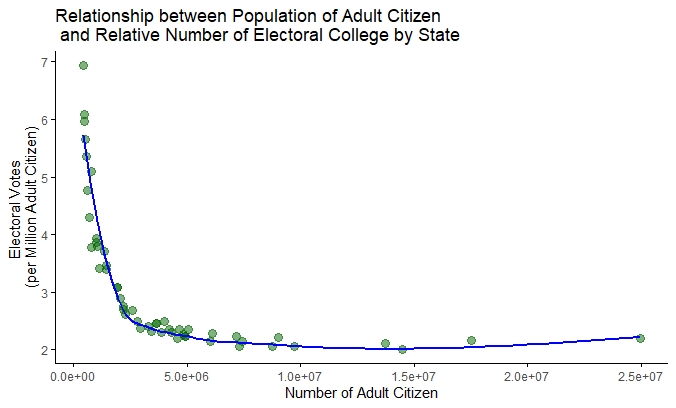 Relationship between Population of Adult Citizen
and Relative Number of Electoral College by State
Electoral Votes
(per Million Adult Citizen)
7
6
5
4
3
2
0.0e+00
5.0e+06
1.0e+07
1.5e+07
2.0e+07
2.5e+07
Number of Adult Citizen